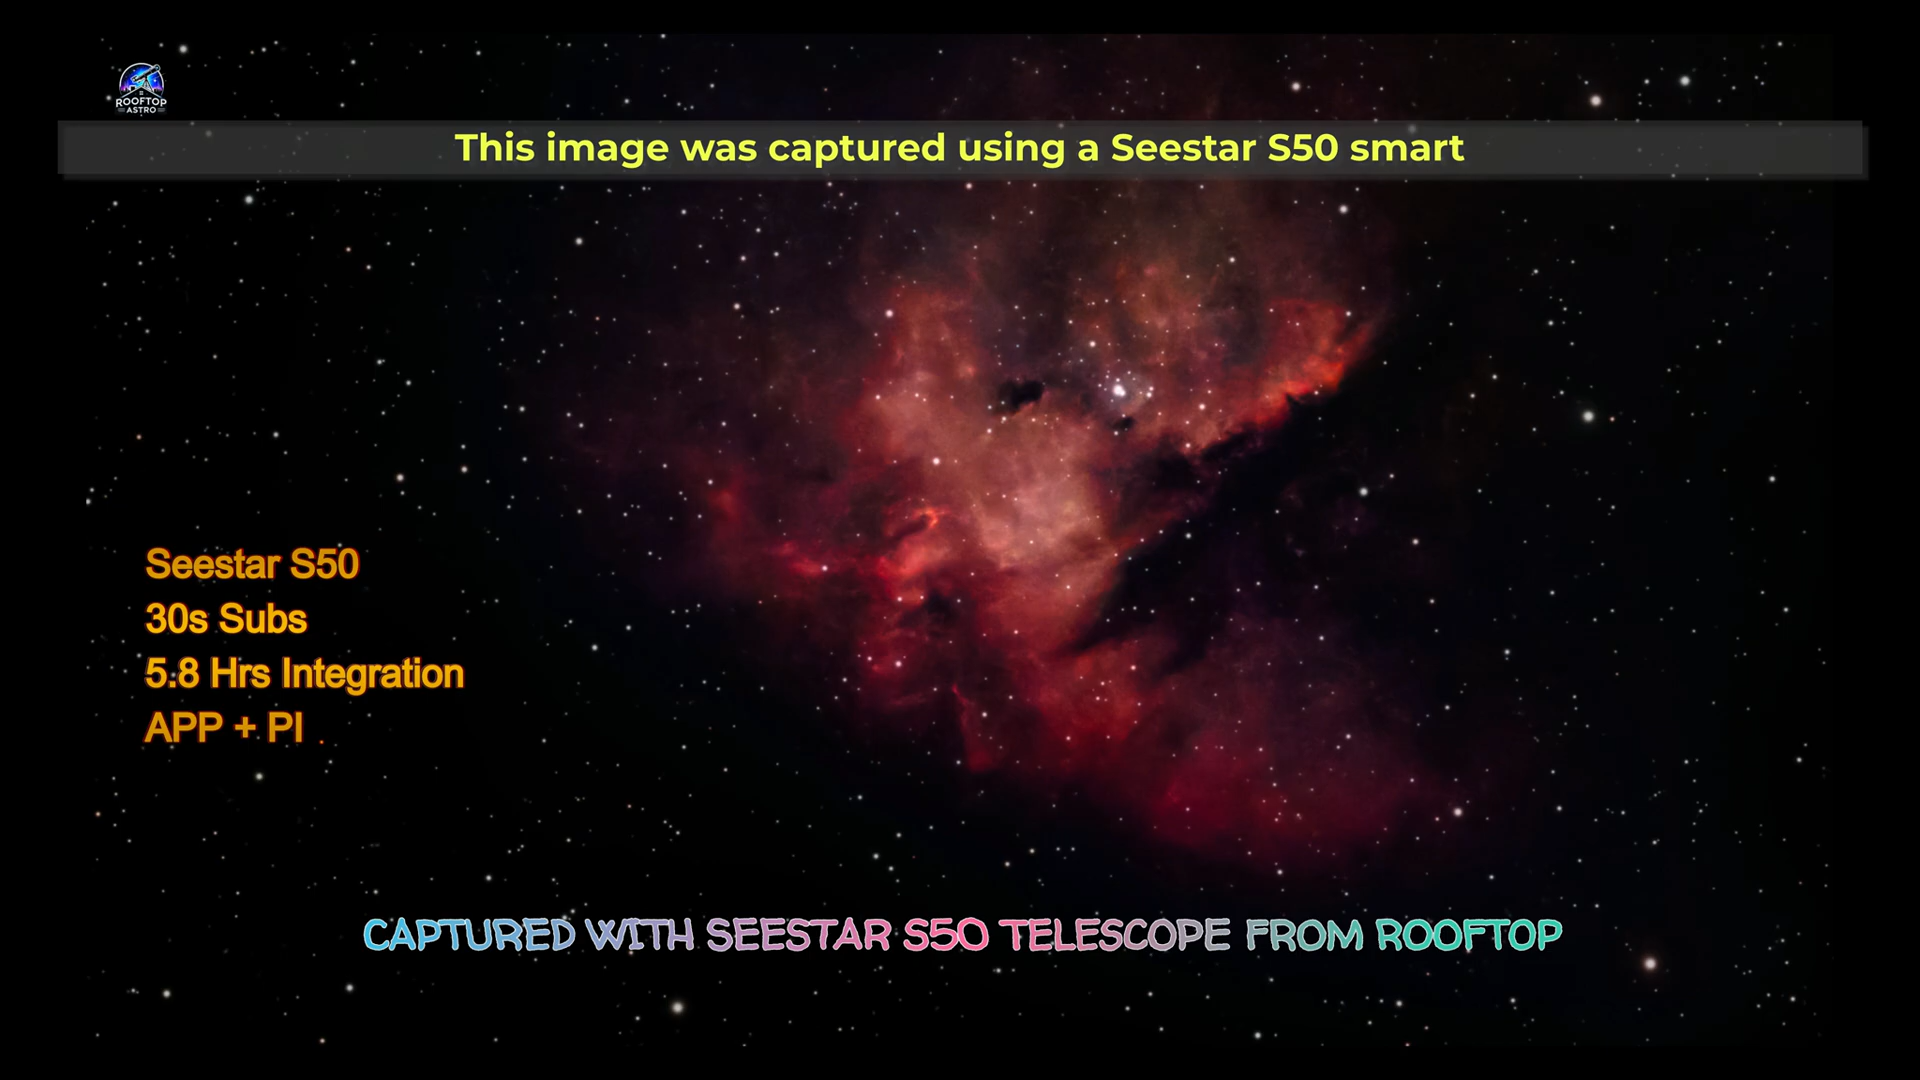 ROOFTOP
ASTRO
This image was captured using a Seestar S50 smart
Seestar S50
30s Subs
5.8 Hrs Integration
APP + PI
CAPTURED WITH SEESTAR S50 TELESCOPE FROM ROOFTOP